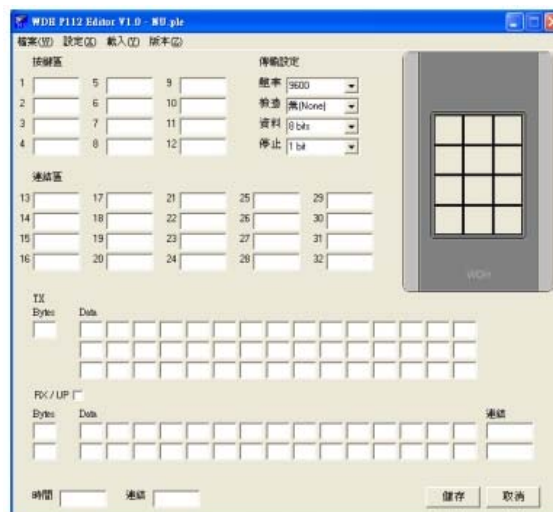 WDH P112 Editor V1.0 - NU.ple
檔案(W) 設定(X) 載入(Y) 版本(Z)
按鍵區
傳輸設定
1 5 9 鮑率 9600
2 6 10 檢查 無(None)
3 7 11 資料 8 bits
4 8 12 停止 1 bit
連結區
13 17 21 25 29
14 18 22 26 30
15 19 23 27 31
16 20 24 28 32
WDH
TX
Bytes Data
RX / UP
Bytes Data 連結
時間 連結 儲存 取消